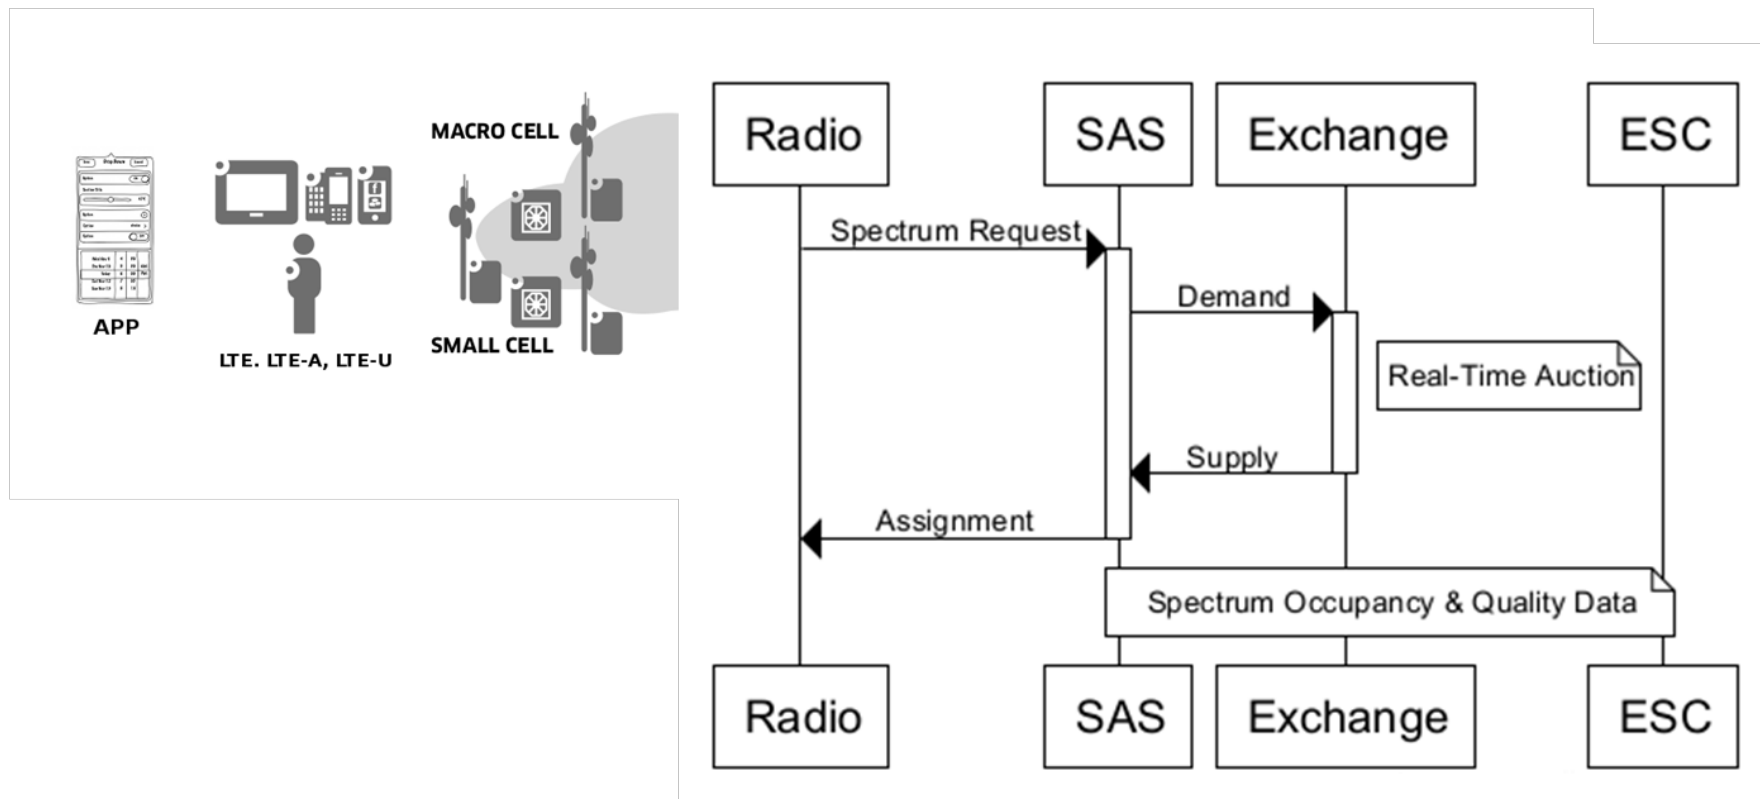 APP
LTE. LTE-A, LTE-U
MACRO CELL
SMALL CELL
Radio
SAS
Exchange
ESC
Spectrum Request
Demand
Real-Time Auction
Supply
Assignment
Spectrum Occupancy & Quality Data
Radio
SAS
Exchange
ESC